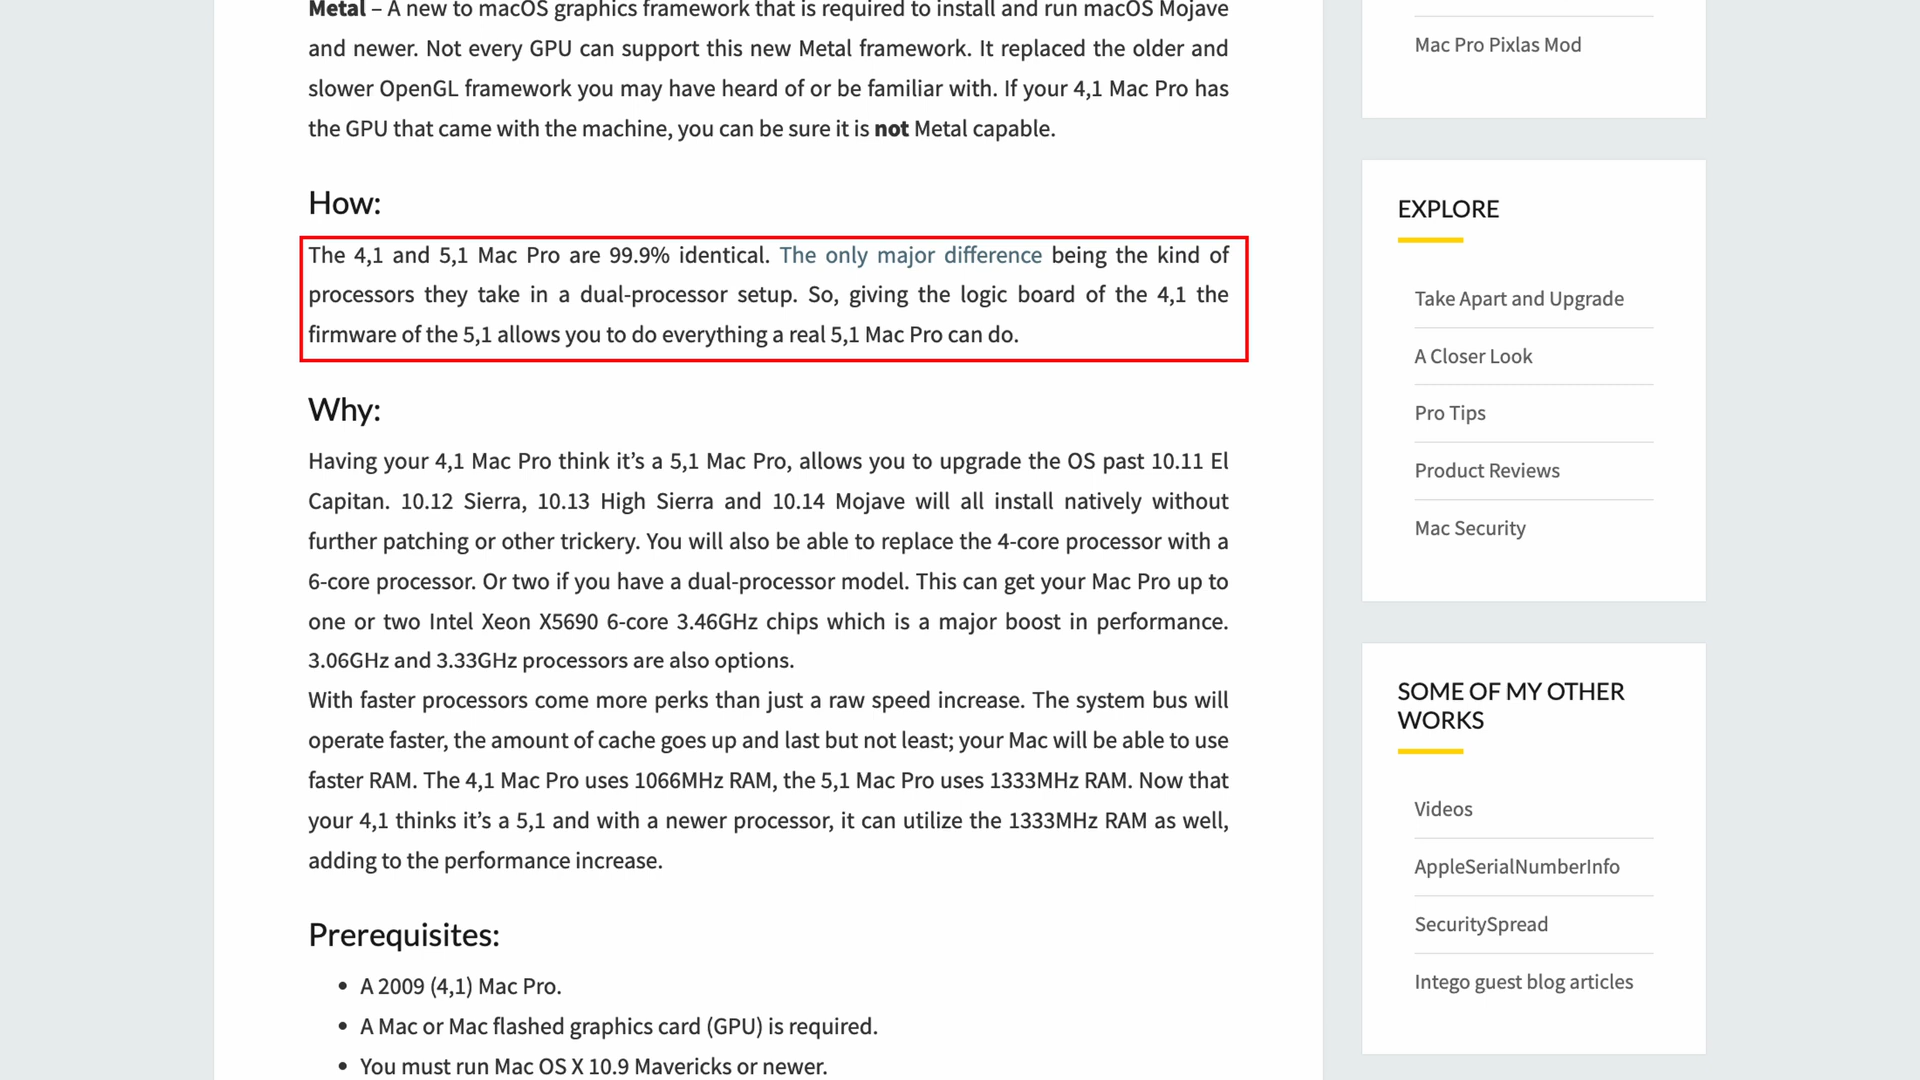 Metal – A new to macOS graphics framework that is required to install and run macOS Mojave
and newer. Not every GPU can support this new Metal framework. It replaced the older and
slower OpenGL framework you may have heard of or be familiar with. If your 4,1 Mac Pro has
the GPU that came with the machine, you can be sure it is not Metal capable.
How:
The 4,1 and 5,1 Mac Pro are 99.9% identical. The only major difference being the kind of
processors they take in a dual-processor setup. So, giving the logic board of the 4,1 the
firmware of the 5,1 allows you to do everything a real 5,1 Mac Pro can do.
Why:
Having your 4,1 Mac Pro think it’s a 5,1 Mac Pro, allows you to upgrade the OS past 10.11 El
Capitan. 10.12 Sierra, 10.13 High Sierra and 10.14 Mojave will all install natively without
further patching or other trickery. You will also be able to replace the 4-core processor with a
6-core processor. Or two if you have a dual-processor model. This can get your Mac Pro up to
one or two Intel Xeon X5690 6-core 3.46GHz chips which is a major boost in performance.
3.06GHz and 3.33GHz processors are also options.
With faster processors come more perks than just a raw speed increase. The system bus will
operate faster, the amount of cache goes up and last but not least; your Mac will be able to use
faster RAM. The 4,1 Mac Pro uses 1066MHz RAM, the 5,1 Mac Pro uses 1333MHz RAM. Now that
your 4,1 thinks it’s a 5,1 and with a newer processor, it can utilize the 1333MHz RAM as well,
adding to the performance increase.
Prerequisites:
• A 2009 (4,1) Mac Pro.
• A Mac or Mac flashed graphics card (GPU) is required.
• You must run Mac OS X 10.9 Mavericks or newer.
Mac Pro Pixlas Mod
EXPLORE
Take Apart and Upgrade
A Closer Look
Pro Tips
Product Reviews
Mac Security
SOME OF MY OTHER
WORKS
Videos
AppleSerialNumberInfo
SecuritySpread
Intego guest blog articles